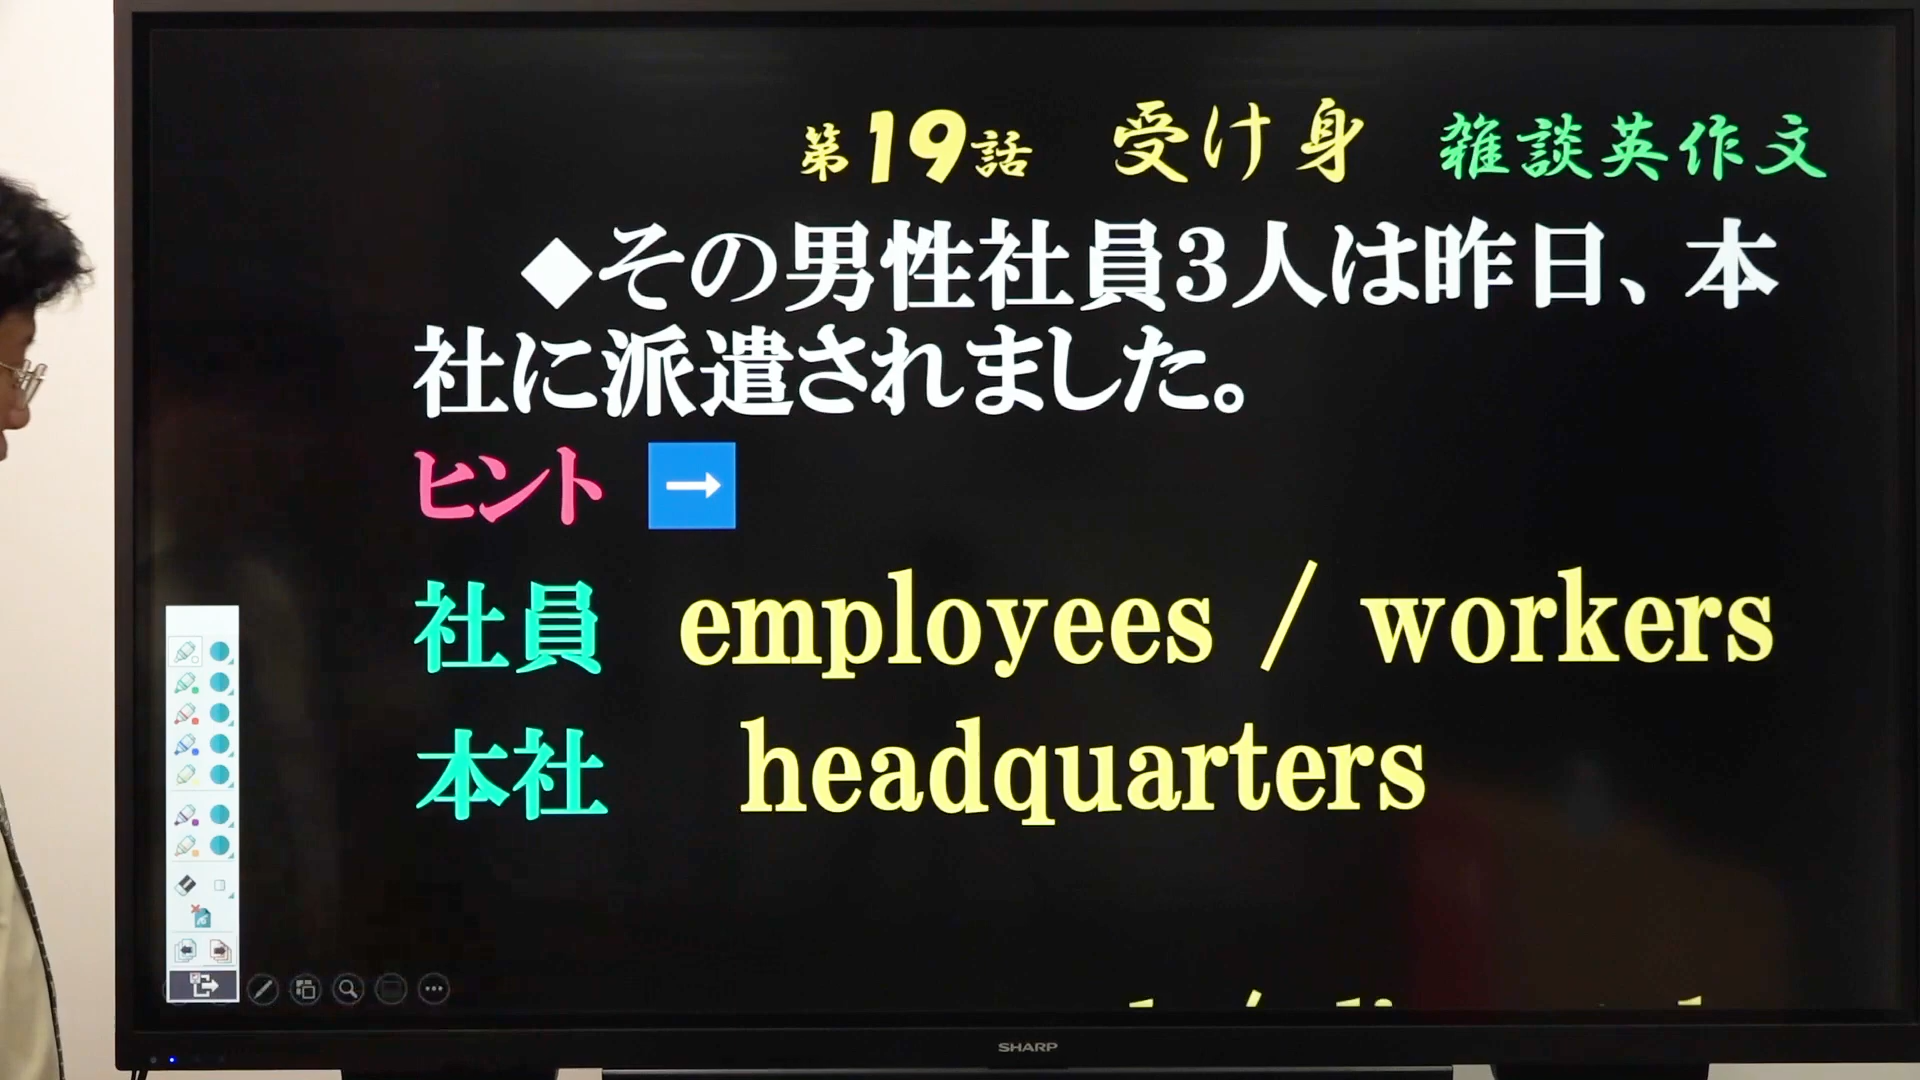 第19話 受け身 雑談英作文
◆その男性社員3人は昨日、本
社に派遣されました。
ヒント →
社員 employees / workers
本社 headquarters
SHARP